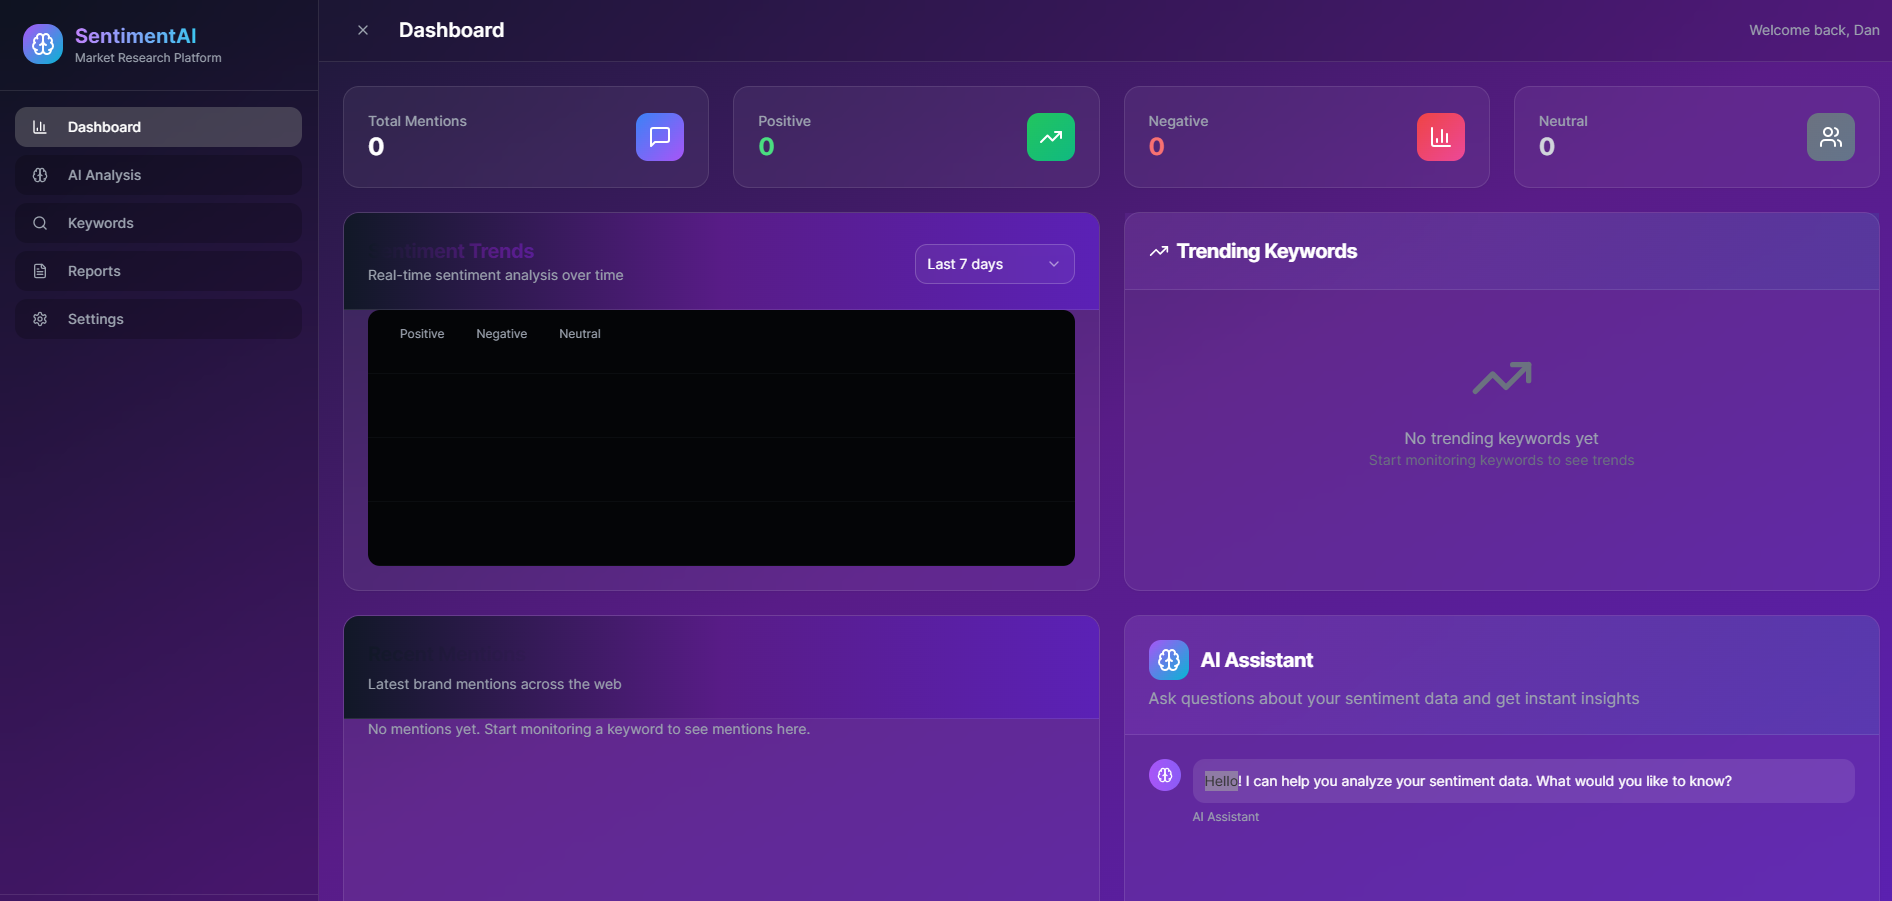 SentimentAI
Market Research Platform
Dashboard
AI Analysis
Keywords
Reports
Settings
Dashboard
Welcome back, Dan
Total Mentions
0
Positive
0
Negative
0
Neutral
0
Sentiment Trends
Real-time sentiment analysis over time
Last 7 days
Positive
Negative
Neutral
Trending Keywords
No trending keywords yet
Start monitoring keywords to see trends
Latest brand mentions across the web
No mentions yet. Start monitoring a keyword to see mentions here.
AI Assistant
Ask questions about your sentiment data and get instant insights
Hello! I can help you analyze your sentiment data. What would you like to know?
AI Assistant